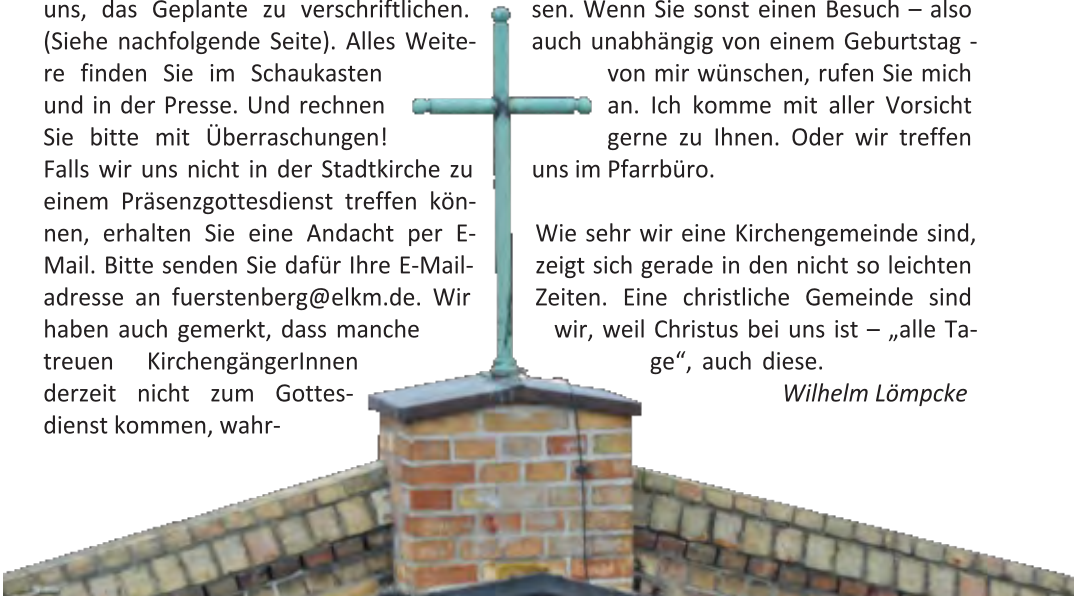 uns, das Geplante zu verschriftlichen.
(Siehe nachfolgende Seite). Alles Weite-
re finden Sie im Schaukasten
und in der Presse. Und rechnen
Sie bitte mit Überraschungen!
Falls wir uns nicht in der Stadtkirche zu
einem Präsenzgottesdienst treffen kön-
nen, erhalten Sie eine Andacht per E-
Mail. Bitte senden Sie dafür Ihre E-Mail-
adresse an fuerstenberg@elkm.de. Wir
haben auch gemerkt, dass manche
treuen KirchengängerInnen
derzeit nicht zum Gottes-
dienst kommen, wahr-
sen. Wenn Sie sonst einen Besuch – also
auch unabhängig von einem Geburtstag -
von mir wünschen, rufen Sie mich
an. Ich komme mit aller Vorsicht
gerne zu Ihnen. Oder wir treffen
uns im Pfarrbüro.
Wie sehr wir eine Kirchengemeinde sind,
zeigt sich gerade in den nicht so leichten
Zeiten. Eine christliche Gemeinde sind
wir, weil Christus bei uns ist – „alle Ta-
ge“, auch diese.
Wilhelm Lömpcke